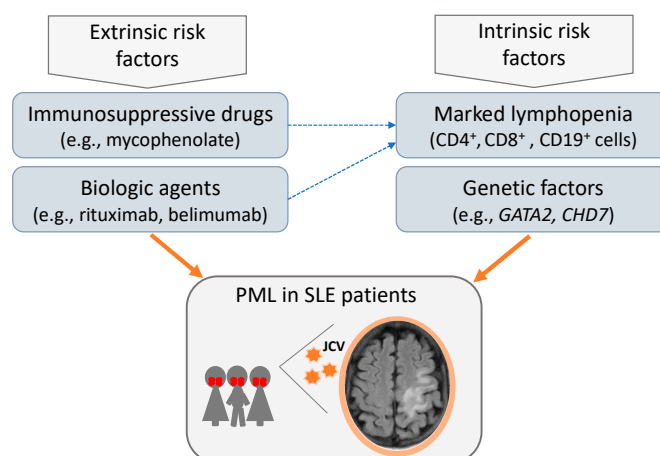 Extrinsic risk
factors
Intrinsic risk
factors
Immunosuppressive drugs
(e.g., mycophenolate)
Marked lymphopenia
(CD4⁺, CD8⁺ , CD19⁺ cells)
Biologic agents
(e.g., rituximab, belimumab)
Genetic factors
(e.g., GATA2, CHD7)
PML in SLE patients
JCV